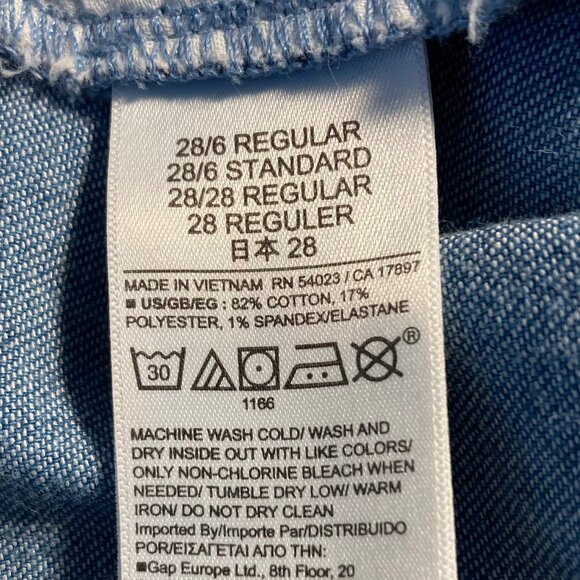 28/6 REGULAR
28/6 STANDARD
28/28 REGULAR
28 REGULER
日本 28
MADE IN VIETNAM RN 54023 / CA 17897
■ US/GB/EG : 82% COTTON, 17%
POLYESTER, 1% SPANDEX/ELASTANE
30 ®
1166
MACHINE WASH COLD/ WASH AND
DRY INSIDE OUT WITH LIKE COLORS/
ONLY NON-CHLORINE BLEACH WHEN
NEEDED/ TUMBLE DRY LOW/ WARM
IRON/ DO NOT DRY CLEAN
Imported By/Importe Par/DISTRIBUIDO
POR/ΕΙΣΑΓΕΤΑΙ ΑΠΟ ΤΗΝ:
■Gap Europe Ltd., 8th Floor, 20